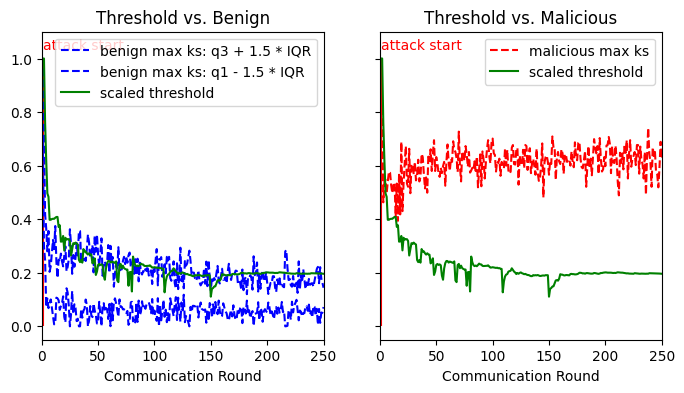 Threshold vs. Benign
Threshold vs. Malicious
attack start
benign max ks: q3 + 1.5 * IQR
benign max ks: q1 - 1.5 * IQR
scaled threshold
attack start
malicious max ks
scaled threshold
1.0
0.8
0.6
0.4
0.2
0.0
0 50 100 150 200 250
0 50 100 150 200 250
Communication Round
Communication Round